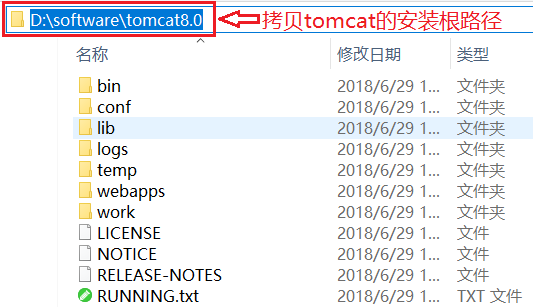 D:\software\tomcat8.0 拷贝tomcat的安装根路径
名称 修改日期 类型
bin 2018/6/29 1... 文件夹
conf 2018/6/29 1... 文件夹
lib 2018/6/29 1... 文件夹
logs 2018/6/29 1... 文件夹
temp 2018/6/29 1... 文件夹
webapps 2018/6/29 1... 文件夹
work 2018/6/29 1... 文件夹
LICENSE 2018/6/29 1... 文件
NOTICE 2018/6/29 1... 文件
RELEASE-NOTES 2018/6/29 1... 文件
RUNNING.txt 2018/6/29 1... TXT 文件